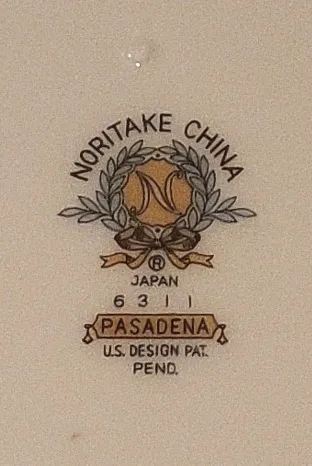 NORITAKE CHINA
N
®
JAPAN
6311
PASADENA
U.S. DESIGN PAT.
PEND.